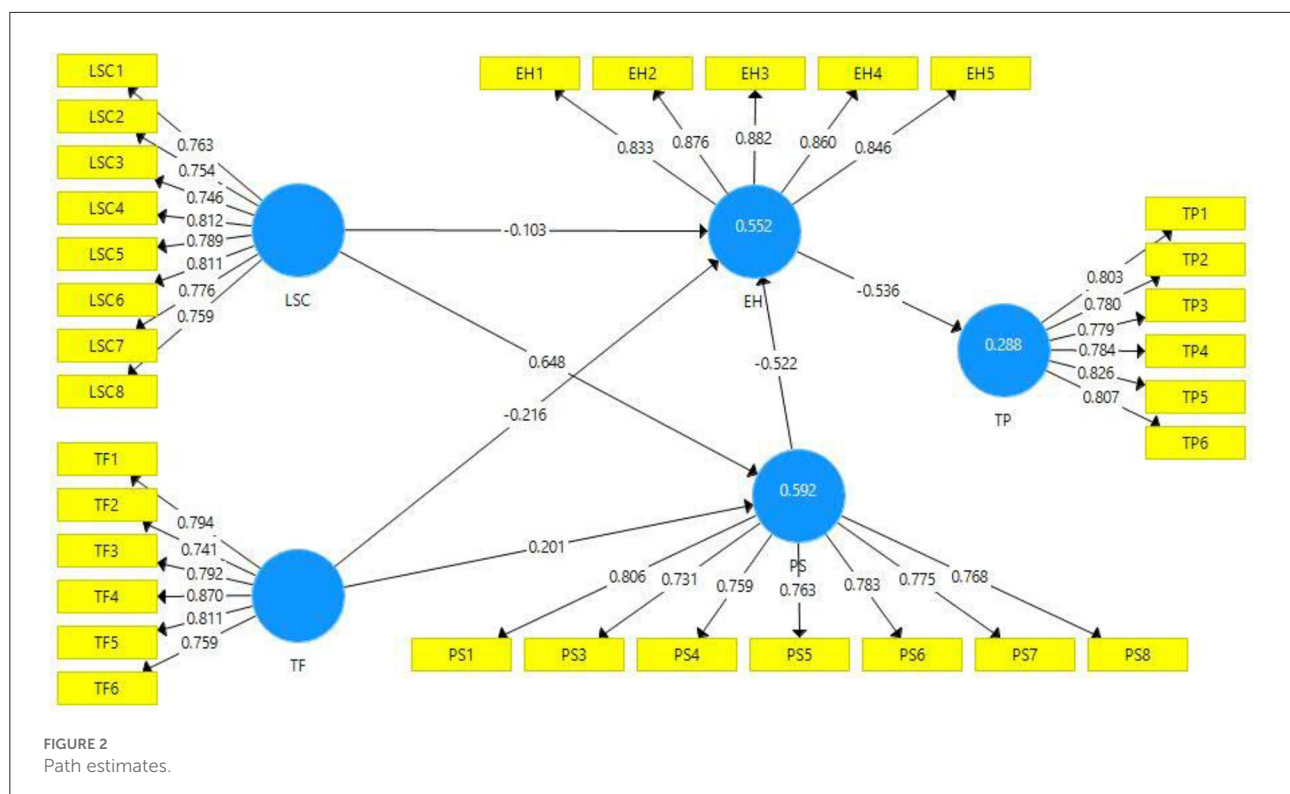 LSC1
LSC2
LSC3
LSC4
LSC5
LSC6
LSC7
LSC8
0.763
0.754
0.746
0.812
0.789
0.811
0.776
0.759
LSC
EH1 EH2 EH3 EH4 EH5
0.833 0.876 0.882 0.860 0.846
0.552
EH
-0.103
0.648
-0.216
-0.522
-0.536
0.201
TP1
TP2
TP3
TP4
TP5
TP6
0.803
0.780
0.779
0.784
0.826
0.807
0.288
TP
TF1
TF2
TF3
TF4
TF5
TF6
0.794
0.741
0.792
0.870
0.811
0.759
TF
0.592
PS
0.806 0.731 0.759 0.763 0.783 0.775 0.768
PS1 PS3 PS4 PS5 PS6 PS7 PS8
FIGURE 2
Path estimates.